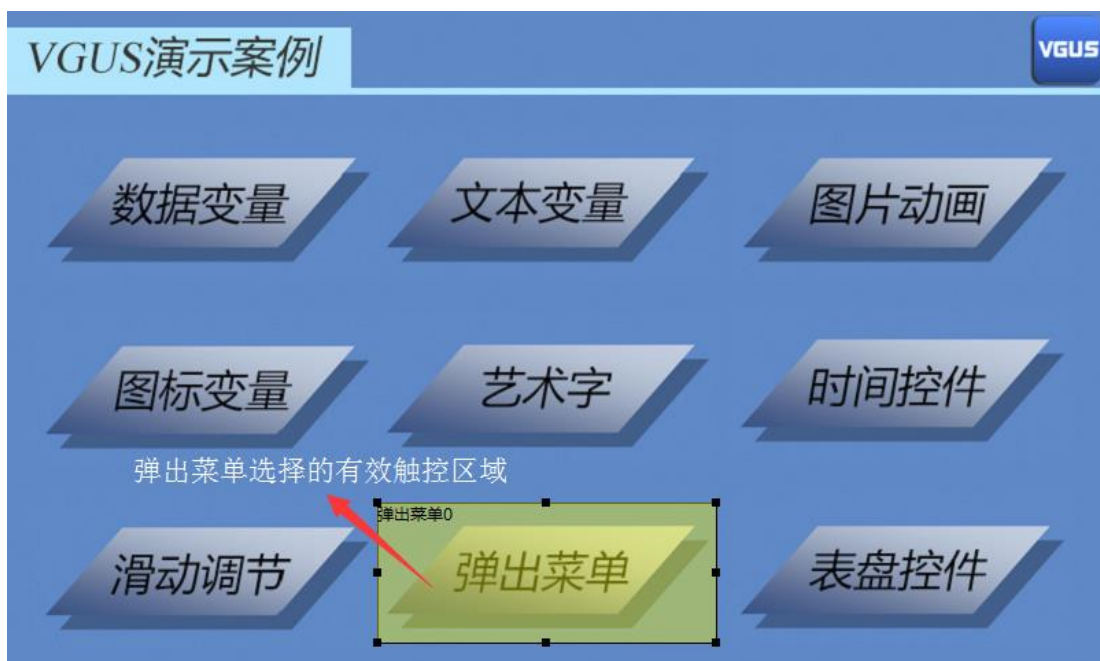 VGUS演示案例
VGUS
数据变量
文本变量
图片动画
图标变量
艺术字
时间控件
弹出菜单选择的有效触控区域
弹出菜单0
滑动调节
弹出菜单
表盘控件